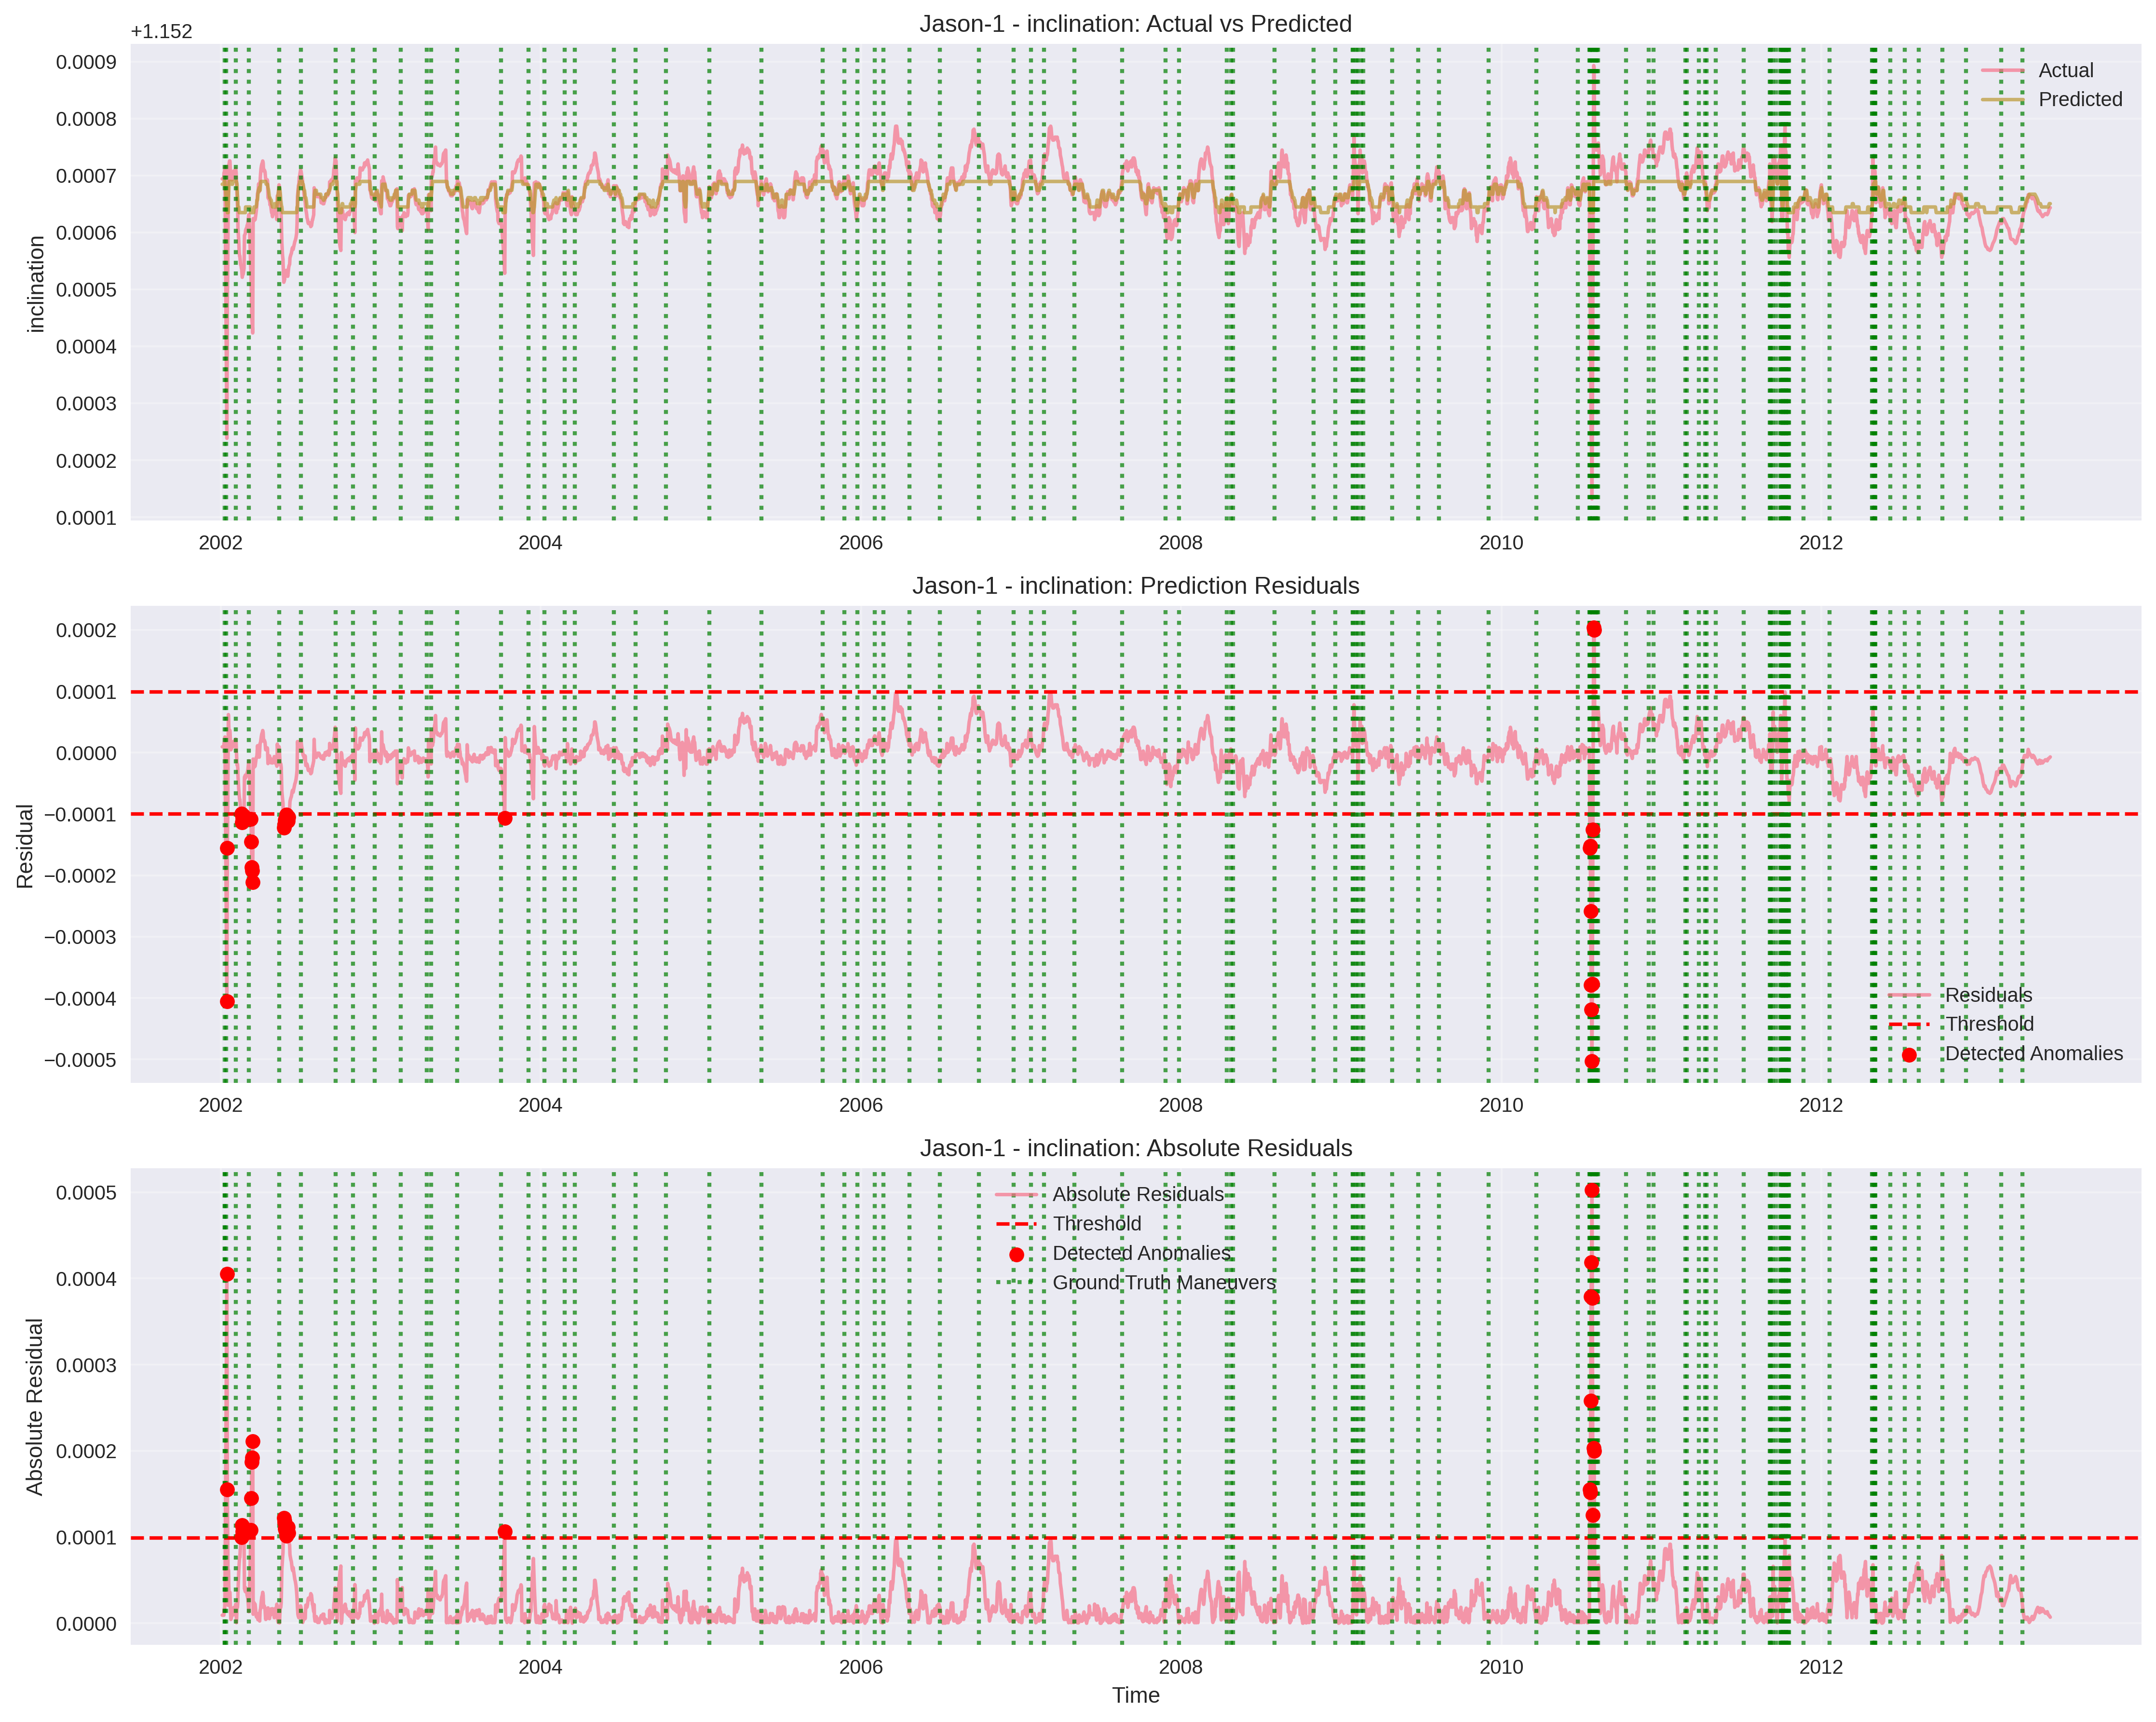 Jason-1 - inclination: Actual vs Predicted
+1.152
0.0009
0.0008
0.0007
0.0006
0.0005
0.0004
0.0003
0.0002
0.0001
inclination
Actual
Predicted
2002 2004 2006 2008 2010 2012
Jason-1 - inclination: Prediction Residuals
0.0002
0.0001
0.0000
−0.0001
−0.0002
−0.0003
−0.0004
−0.0005
Residual
Residuals
Threshold
Detected Anomalies
2002 2004 2006 2008 2010 2012
Jason-1 - inclination: Absolute Residuals
0.0005
0.0004
0.0003
0.0002
0.0001
0.0000
Absolute Residual
Absolute Residuals
Threshold
Detected Anomalies
Ground Truth Maneuvers
2002 2004 2006 2008 2010 2012
Time